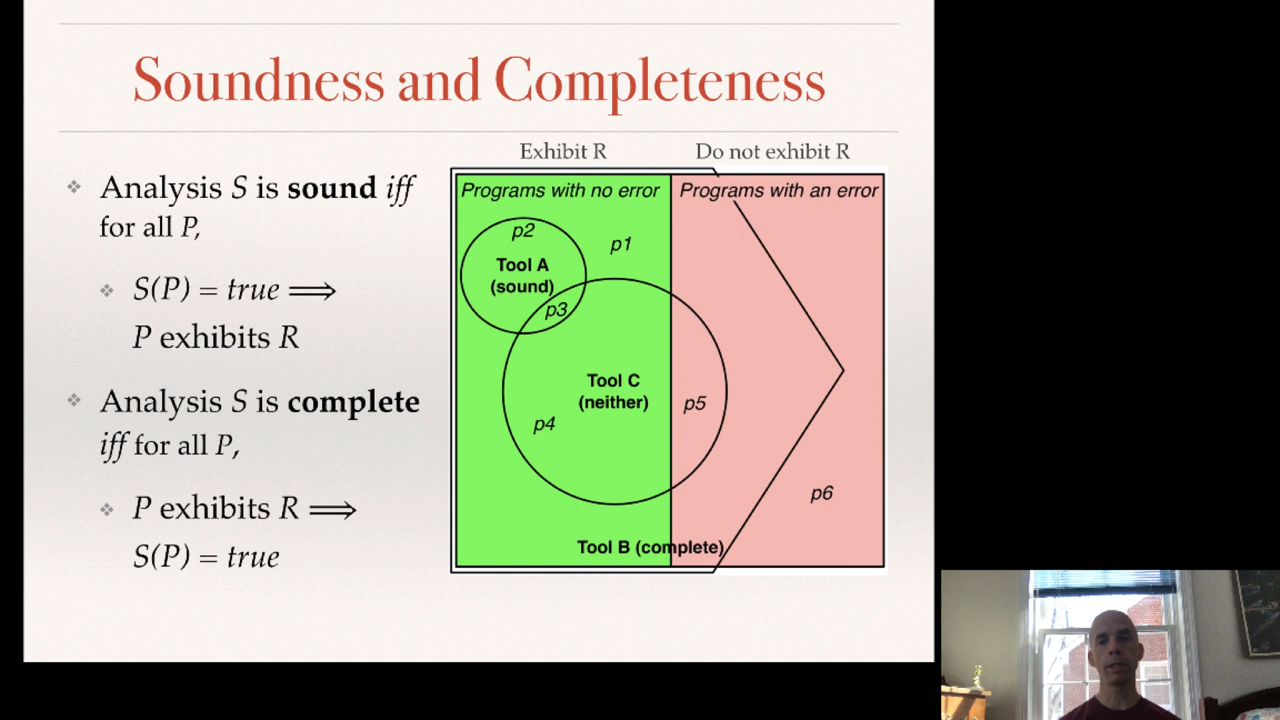 Soundness and Completeness
Analysis S is sound iff
for all P,
S(P) = true ⟹
P exhibits R
Analysis S is complete
iff for all P,
P exhibits R ⟹
S(P) = true
Exhibit R
Do not exhibit R
Programs with no error
Programs with an error
p2
p1
Tool A
(sound)
p3
Tool C
(neither)
p4
p5
p6
Tool B (complete)